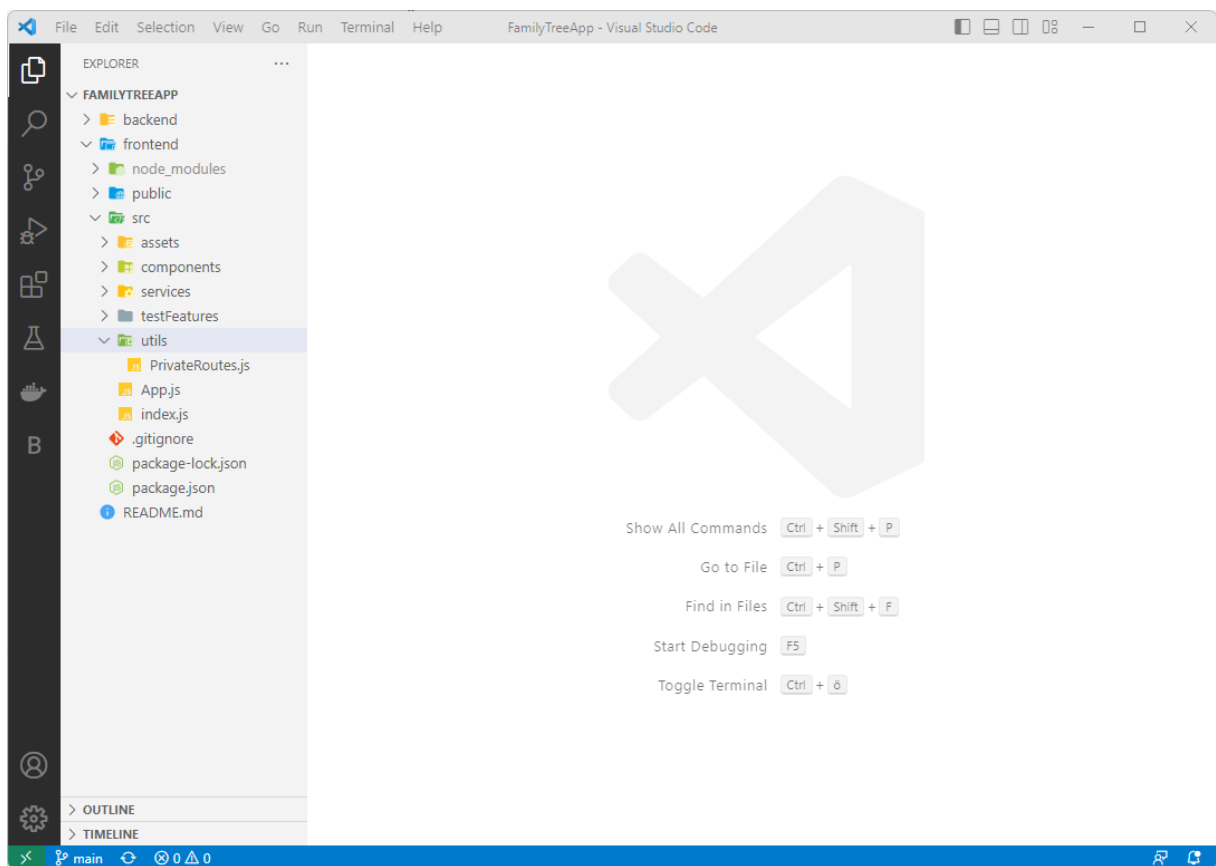 File Edit Selection View Go Run Terminal Help FamilyTreeApp - Visual Studio Code
EXPLORER
FAMILYTREEAPP
backend
frontend
node_modules
public
src
assets
components
services
testFeatures
utils
JS PrivateRoutes.js
JS App.js
JS index.js
.gitignore
package-lock.json
package.json
README.md
Show All Commands Ctrl + Shift + P
Go to File Ctrl + P
Find in Files Ctrl + Shift + F
Start Debugging F5
Toggle Terminal Ctrl + ö
B
OUTLINE
TIMELINE
main 0 0